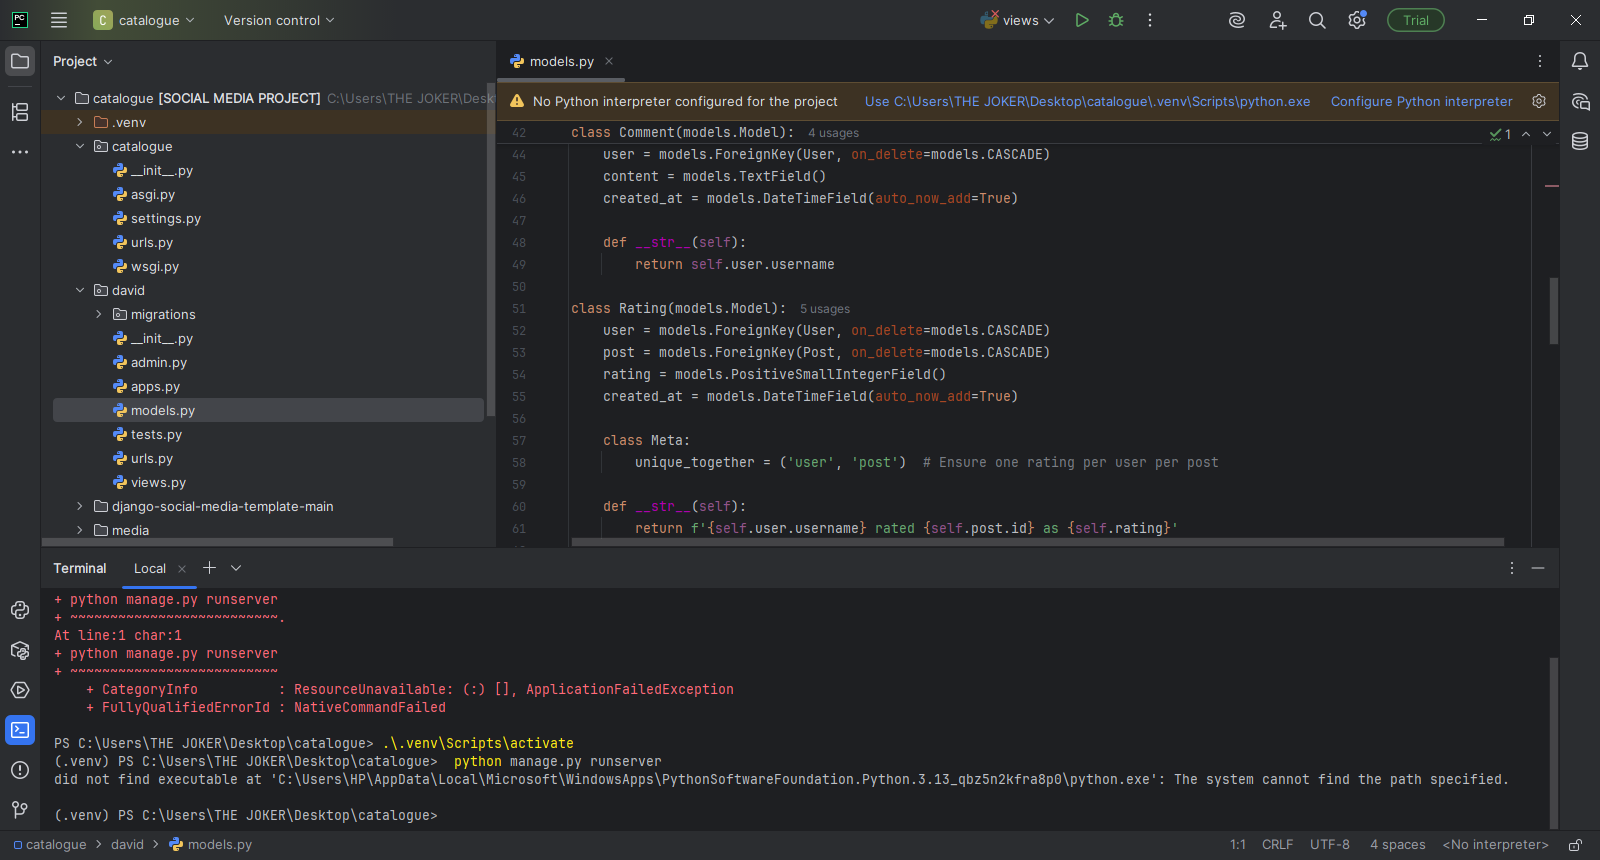 PC
C catalogue
Version control
views
Trial
Project
catalogue [SOCIAL MEDIA PROJECT] C:\Users\THE JOKER\Desk
.venv
catalogue
__init__.py
asgi.py
settings.py
urls.py
wsgi.py
david
migrations
__init__.py
admin.py
apps.py
models.py
tests.py
urls.py
views.py
django-social-media-template-main
media
models.py
No Python interpreter configured for the project Use C:\Users\THE JOKER\Desktop\catalogue\.venv\Scripts\python.exe Configure Python interpreter
42 class Comment(models.Model): 4 usages
1
44 user = models.ForeignKey(User, on_delete=models.CASCADE)
45 content = models.TextField()
46 created_at = models.DateTimeField(auto_now_add=True)
47
48 def __str__(self):
49 return self.user.username
50
51 class Rating(models.Model): 5 usages
52 user = models.ForeignKey(User, on_delete=models.CASCADE)
53 post = models.ForeignKey(Post, on_delete=models.CASCADE)
54 rating = models.PositiveSmallIntegerField()
55 created_at = models.DateTimeField(auto_now_add=True)
56
57 class Meta:
58 unique_together = ('user', 'post') # Ensure one rating per user per post
59
60 def __str__(self):
61 return f'{self.user.username} rated {self.post.id} as {self.rating}'
Terminal Local
+ python manage.py runserver
+ ~~~~~~~~~~~~~~~~~~~~~~~~~~.
At line:1 char:1
+ python manage.py runserver
+ ~~~~~~~~~~~~~~~~~~~~~~~~~~
+ CategoryInfo : ResourceUnavailable: (:) [], ApplicationFailedException
+ FullyQualifiedErrorId : NativeCommandFailed
PS C:\Users\THE JOKER\Desktop\catalogue> .\.venv\Scripts\activate
(.venv) PS C:\Users\THE JOKER\Desktop\catalogue> python manage.py runserver
did not find executable at 'C:\Users\HP\AppData\Local\Microsoft\WindowsApps\PythonSoftwareFoundation.Python.3.13_qbz5n2kfra8p0\python.exe': The system cannot find the path specified.
(.venv) PS C:\Users\THE JOKER\Desktop\catalogue>
catalogue > david > models.py
1:1 CRLF UTF-8 4 spaces <No interpreter>